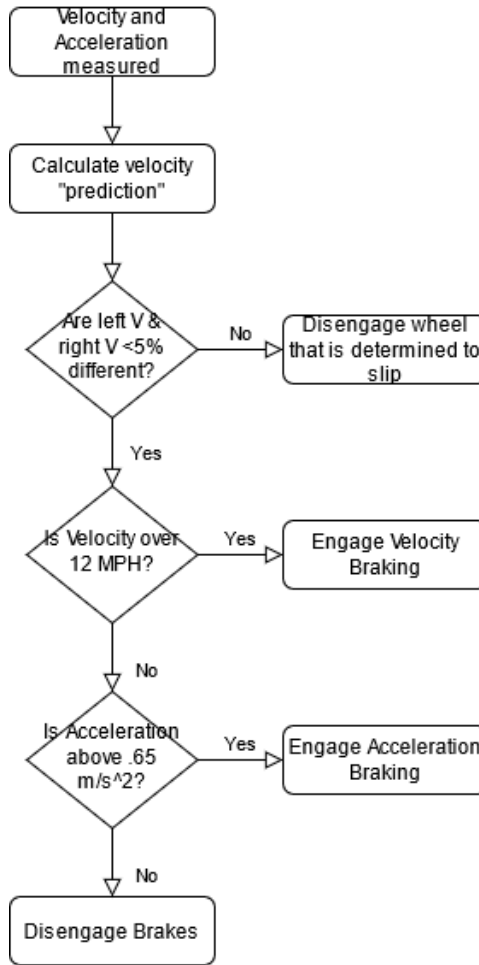 Velocity and
Acceleration
measured
Calculate velocity
"prediction"
Are left V &
right V <5%
different?
No
Disengage wheel
that is determined to
slip
Yes
Is Velocity over
12 MPH?
Yes
Engage Velocity
Braking
No
Is Acceleration
above .65
m/s^2?
Yes
Engage Acceleration
Braking
No
Disengage Brakes